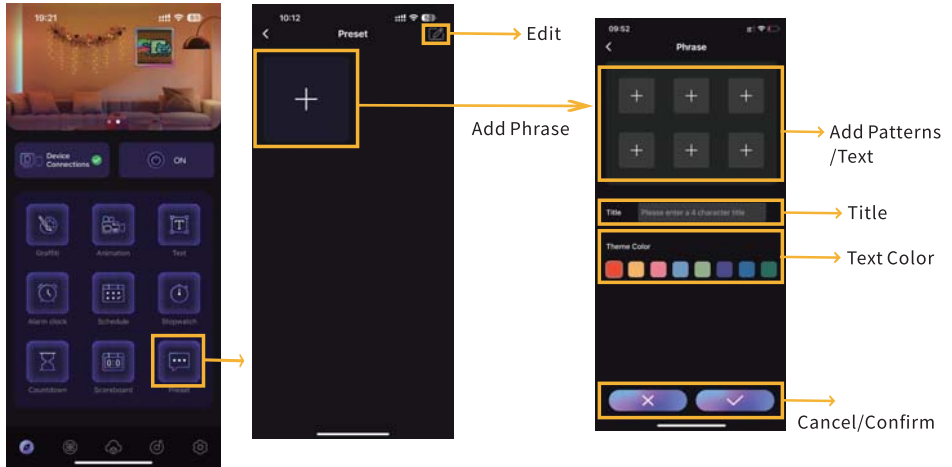 19:21
Device
Connections
ON
Graffiti
Animation
Text
Alarm clock
Schedule
Stopwatch
Countdown
Scoreboard
Preset
10:12
Preset
Edit
Add Phrase
09:52
Phrase
Add Patterns
/Text
Title
Please enter a 4 character title
Title
Theme Color
Text Color
Cancel/Confirm